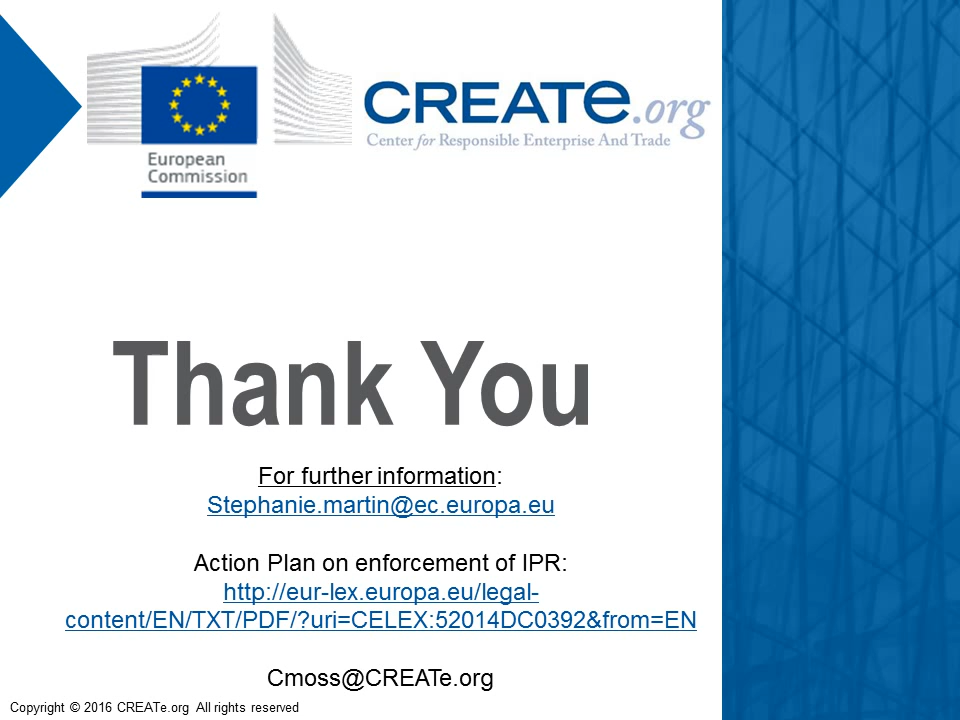 European
Commission
CREATe.org
Center for Responsible Enterprise And Trade
Thank You
For further information:
Stephanie.martin@ec.europa.eu
Action Plan on enforcement of IPR:
http://eur-lex.europa.eu/legal-
content/EN/TXT/PDF/?uri=CELEX:52014DC0392&from=EN
Cmoss@CREATe.org
Copyright © 2016 CREATe.org All rights reserved